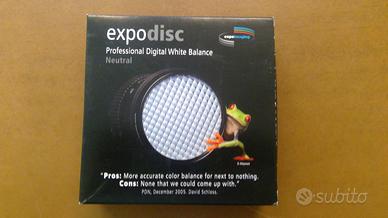 expodisc
Professional Digital White Balance
Neutral
expoimaging
"Pros: More accurate color balance for next to nothing.
Cons: None that we could come up with."
PDN, December 2005. David Schloss.
subito